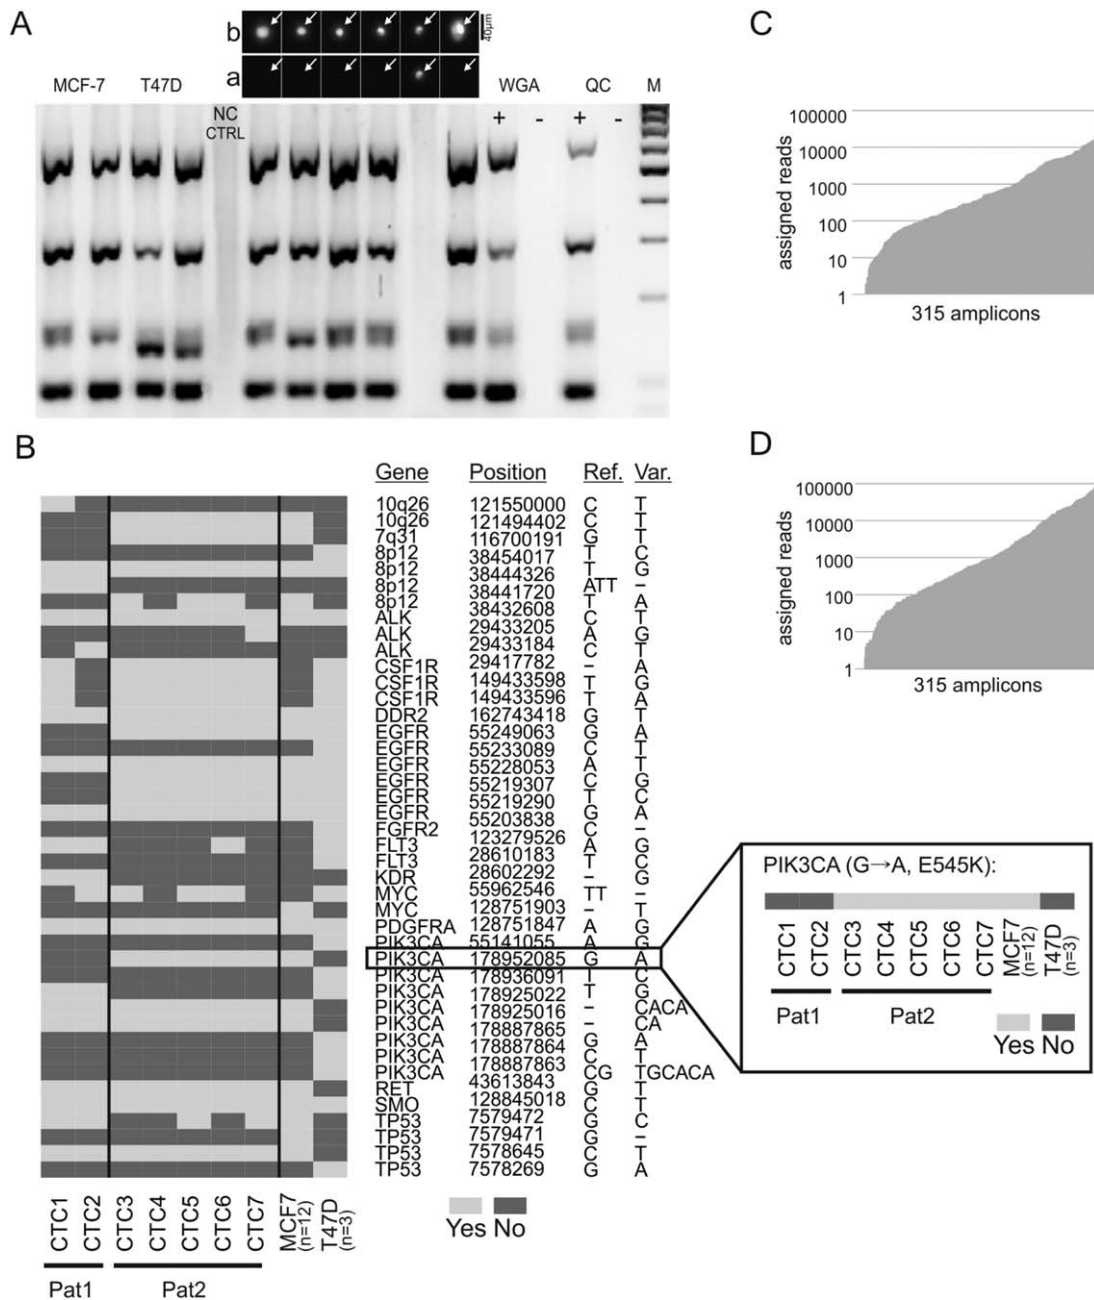 A
b
a
40µm
MCF-7 T47D WGA QC M
NC
CTRL
+ - + -
C
assigned reads
100000
10000
1000
100
10
1
315 amplicons
B
Gene Position Ref. Var.
10q26 121550000 C T
10q26 121494402 C T
7q31 116700191 G T
8p12 38454017 T C
8p12 38444326 T G
8p12 38441720 ATT –
8p12 38432608 T A
ALK 29433205 C T
ALK 29433184 A G
ALK 29417782 C T
CSF1R 149433598 – A
CSF1R 149433596 T G
CSF1R 162743418 T A
DDR2 55249063 G T
EGFR 55233089 G A
EGFR 55228053 C T
EGFR 55219307 A T
EGFR 55219290 C G
EGFR 55203838 T C
EGFR 123279526 G A
FGFR2 28610183 C –
FLT3 28602292 A G
FLT3 55962546 T C
KDR 128751903 – G
MYC 128751847 TT –
MYC 55141055 – T
PDGFRA 178952085 A G
PIK3CA 178936091 A G
PIK3CA 178925022 G A
PIK3CA 178925016 T C
PIK3CA 178887865 T G
PIK3CA 178887864 – CACA
PIK3CA 178887863 – CA
PIK3CA 43613843 G A
PIK3CA 128845018 C T
PIK3CA 7579472 CG TGCACA
RET 7579471 G T
SMO 7578645 C T
TP53 7578269 G C
TP53 G –
TP53 C T
TP53 G A
CTC1
CTC2
CTC3
CTC4
CTC5
CTC6
CTC7
MCF7
(n=12)
T47D
(n=3)
Pat1 Pat2
Yes No
D
assigned reads
100000
10000
1000
100
10
1
315 amplicons
PIK3CA (G→A, E545K):
CTC1
CTC2
CTC3
CTC4
CTC5
CTC6
CTC7
MCF7
(n=12)
T47D
(n=3)
Pat1 Pat2
Yes No